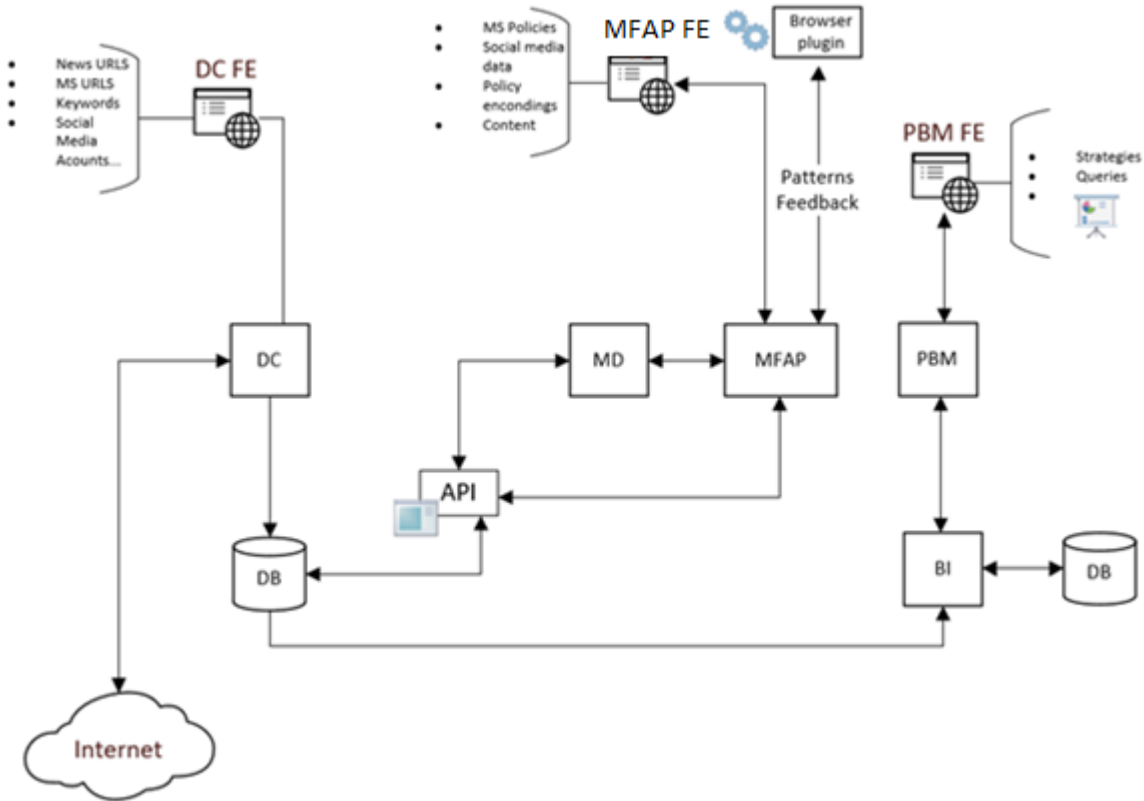 DC FE
News URLS
MS URLS
Keywords
Social
Media
Acounts...
MFAP FE
MS Policies
Social media
data
Policy
encondings
Content
Browser
plugin
Patterns
Feedback
PBM FE
Strategies
Queries
DC
MD
MFAP
PBM
API
DB
BI
DB
Internet